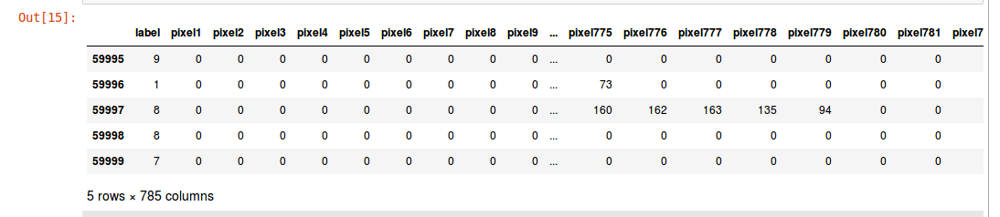 Out[15]:
label pixel1 pixel2 pixel3 pixel4 pixel5 pixel6 pixel7 pixel8 pixel9 ... pixel775 pixel776 pixel777 pixel778 pixel779 pixel780 pixel781 pixel7
59995 9 0 0 0 0 0 0 0 0 0 ... 0 0 0 0 0 0 0
59996 1 0 0 0 0 0 0 0 0 0 ... 73 0 0 0 0 0 0
59997 8 0 0 0 0 0 0 0 0 0 ... 160 162 163 135 94 0 0
59998 8 0 0 0 0 0 0 0 0 0 ... 0 0 0 0 0 0 0
59999 7 0 0 0 0 0 0 0 0 0 ... 0 0 0 0 0 0 0
5 rows × 785 columns